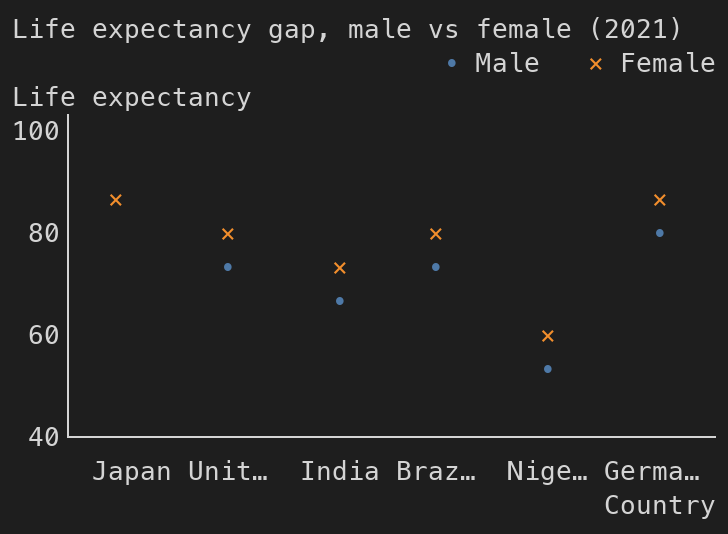 Life expectancy gap, male vs female (2021)
• Male × Female
Life expectancy
100
80
60
40
Japan Unit… India Braz… Nige… Germa…
Country